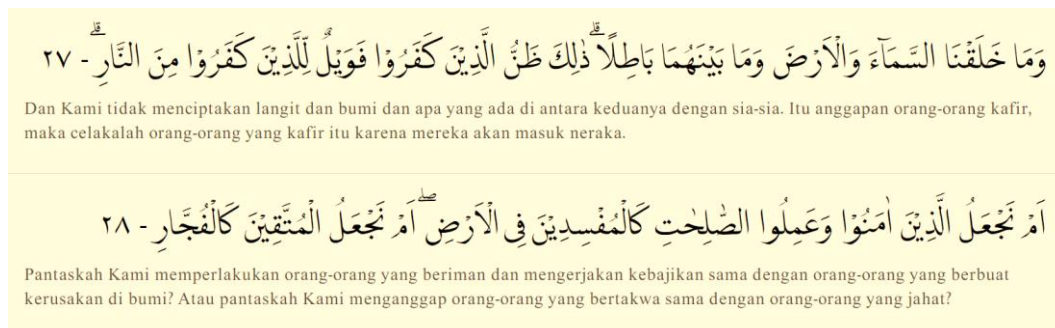 وَمَا خَلَقْنَا السَّمَاۤءَ وَالْاَرْضَ وَمَا بَيْنَهُمَا بَاطِلًا ۗذٰلِكَ ظَنُّ الَّذِيْنَ كَفَرُوْا فَوَيْلٌ لِّلَّذِيْنَ كَفَرُوْا مِنَ النَّارِۗ - ٢٧
Dan Kami tidak menciptakan langit dan bumi dan apa yang ada di antara keduanya dengan sia-sia. Itu anggapan orang-orang kafir,
maka celakalah orang-orang yang kafir itu karena mereka akan masuk neraka.
اَمْ نَجْعَلُ الَّذِيْنَ اٰمَنُوْا وَعَمِلُوا الصّٰلِحٰتِ كَالْمُفْسِدِيْنَ فِى الْاَرْضِۖ اَمْ نَجْعَلُ الْمُتَّقِيْنَ كَالْفُجَّارِ - ٢٨
Pantaskah Kami memperlakukan orang-orang yang beriman dan mengerjakan kebajikan sama dengan orang-orang yang berbuat
kerusakan di bumi? Atau pantaskah Kami menganggap orang-orang yang bertakwa sama dengan orang-orang yang jahat?